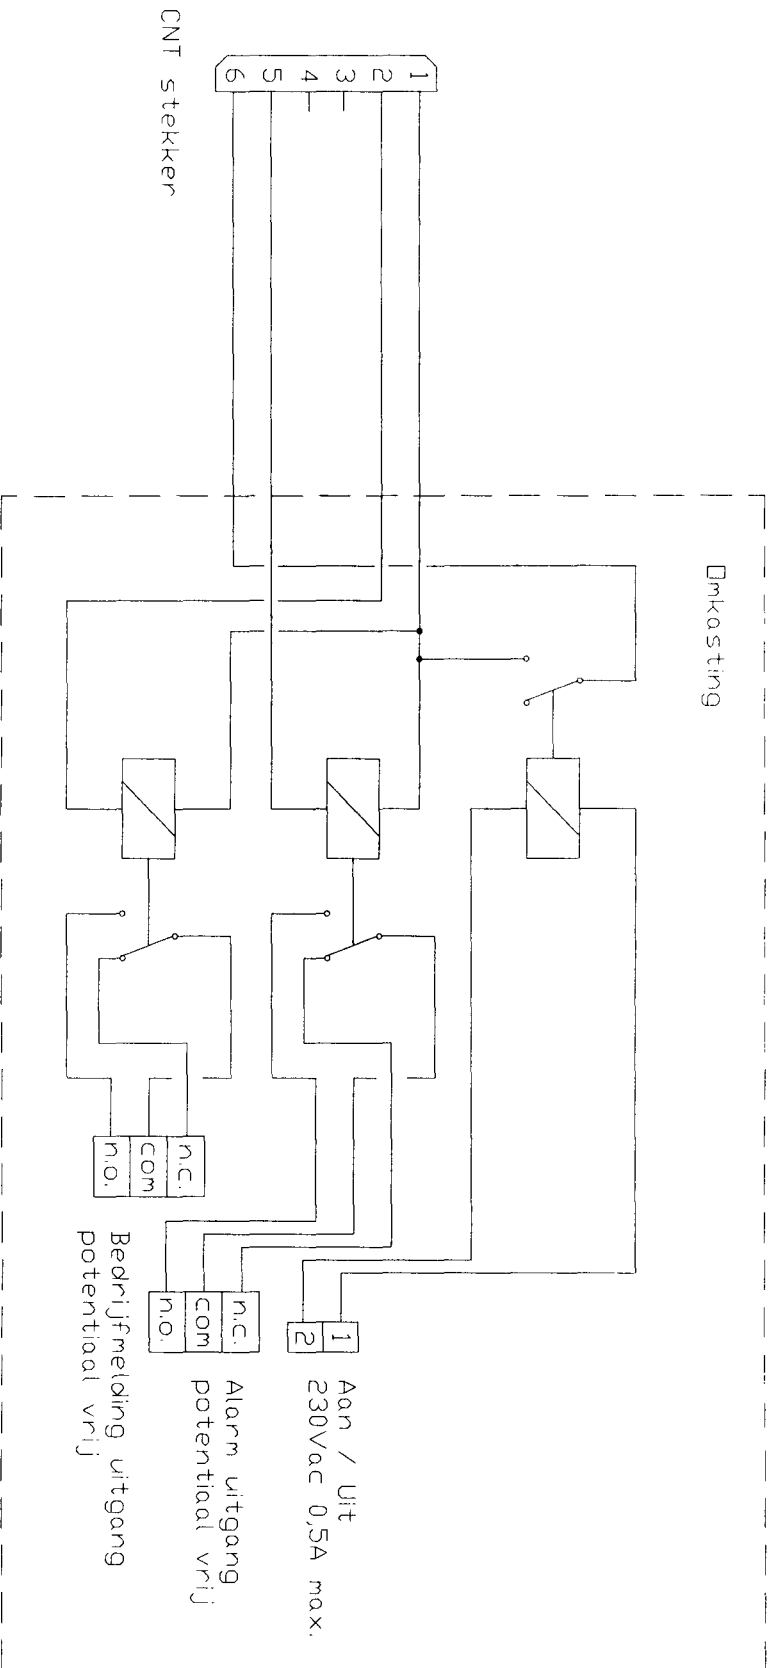 CNT stekker
1
2
3
4
5
6
Omkasting
1
2
Aan / Uit
230Vac 0,5A max.
n.c.
com
n.o.
Alarm uitgang
potentiaal vrij
n.c.
com
n.o.
Bedrijfmelding uitgang
potentiaal vrij